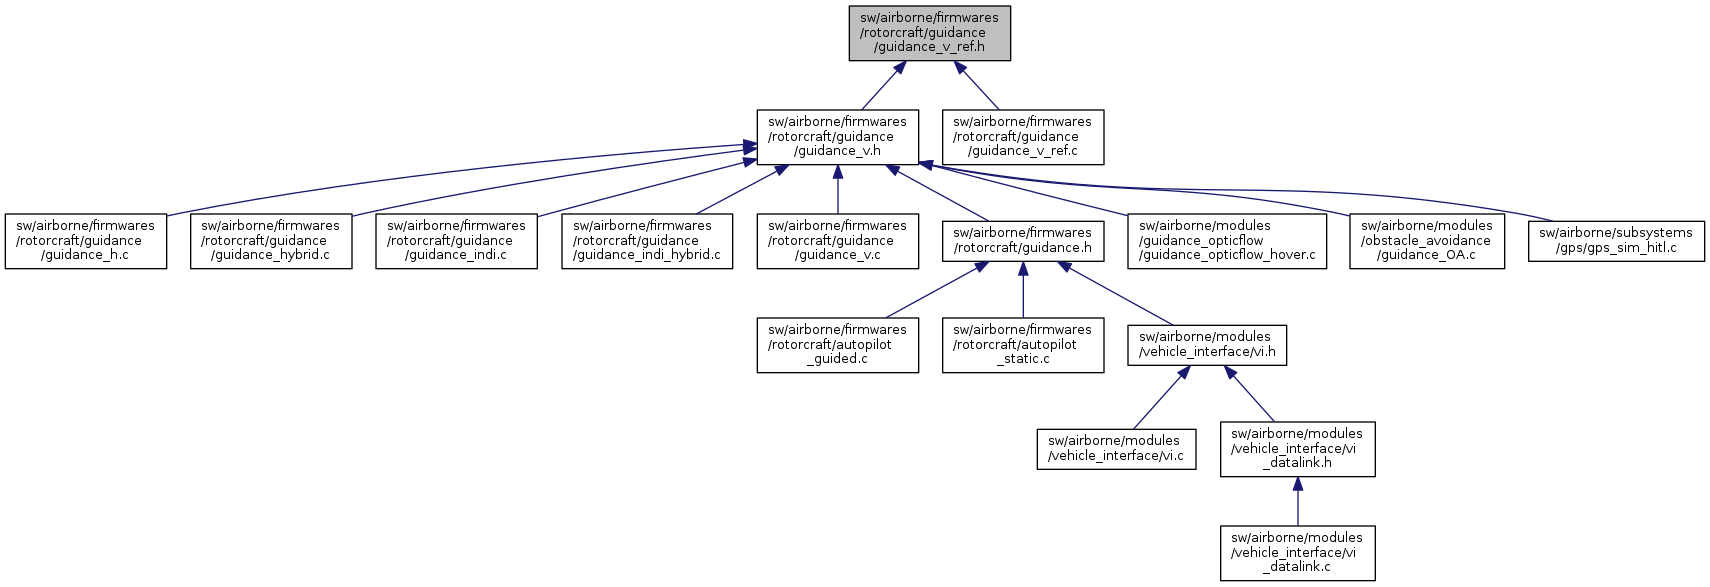 sw/airborne/firmwares
/rotorcraft/guidance
/guidance_v_ref.h
sw/airborne/firmwares
/rotorcraft/guidance
/guidance_v.h
sw/airborne/firmwares
/rotorcraft/guidance
/guidance_v_ref.c
sw/airborne/firmwares
/rotorcraft/guidance
/guidance_h.c
sw/airborne/firmwares
/rotorcraft/guidance
/guidance_hybrid.c
sw/airborne/firmwares
/rotorcraft/guidance
/guidance_indi.c
sw/airborne/firmwares
/rotorcraft/guidance
/guidance_indi_hybrid.c
sw/airborne/firmwares
/rotorcraft/guidance
/guidance_v.c
sw/airborne/firmwares
/rotorcraft/guidance.h
sw/airborne/modules
/guidance_opticflow
/guidance_opticflow_hover.c
sw/airborne/modules
/obstacle_avoidance
/guidance_OA.c
sw/airborne/subsystems
/gps/gps_sim_hitl.c
sw/airborne/firmwares
/rotorcraft/autopilot
_guided.c
sw/airborne/firmwares
/rotorcraft/autopilot
_static.c
sw/airborne/modules
/vehicle_interface/vi.h
sw/airborne/modules
/vehicle_interface/vi.c
sw/airborne/modules
/vehicle_interface/vi
_datalink.h
sw/airborne/modules
/vehicle_interface/vi
_datalink.c